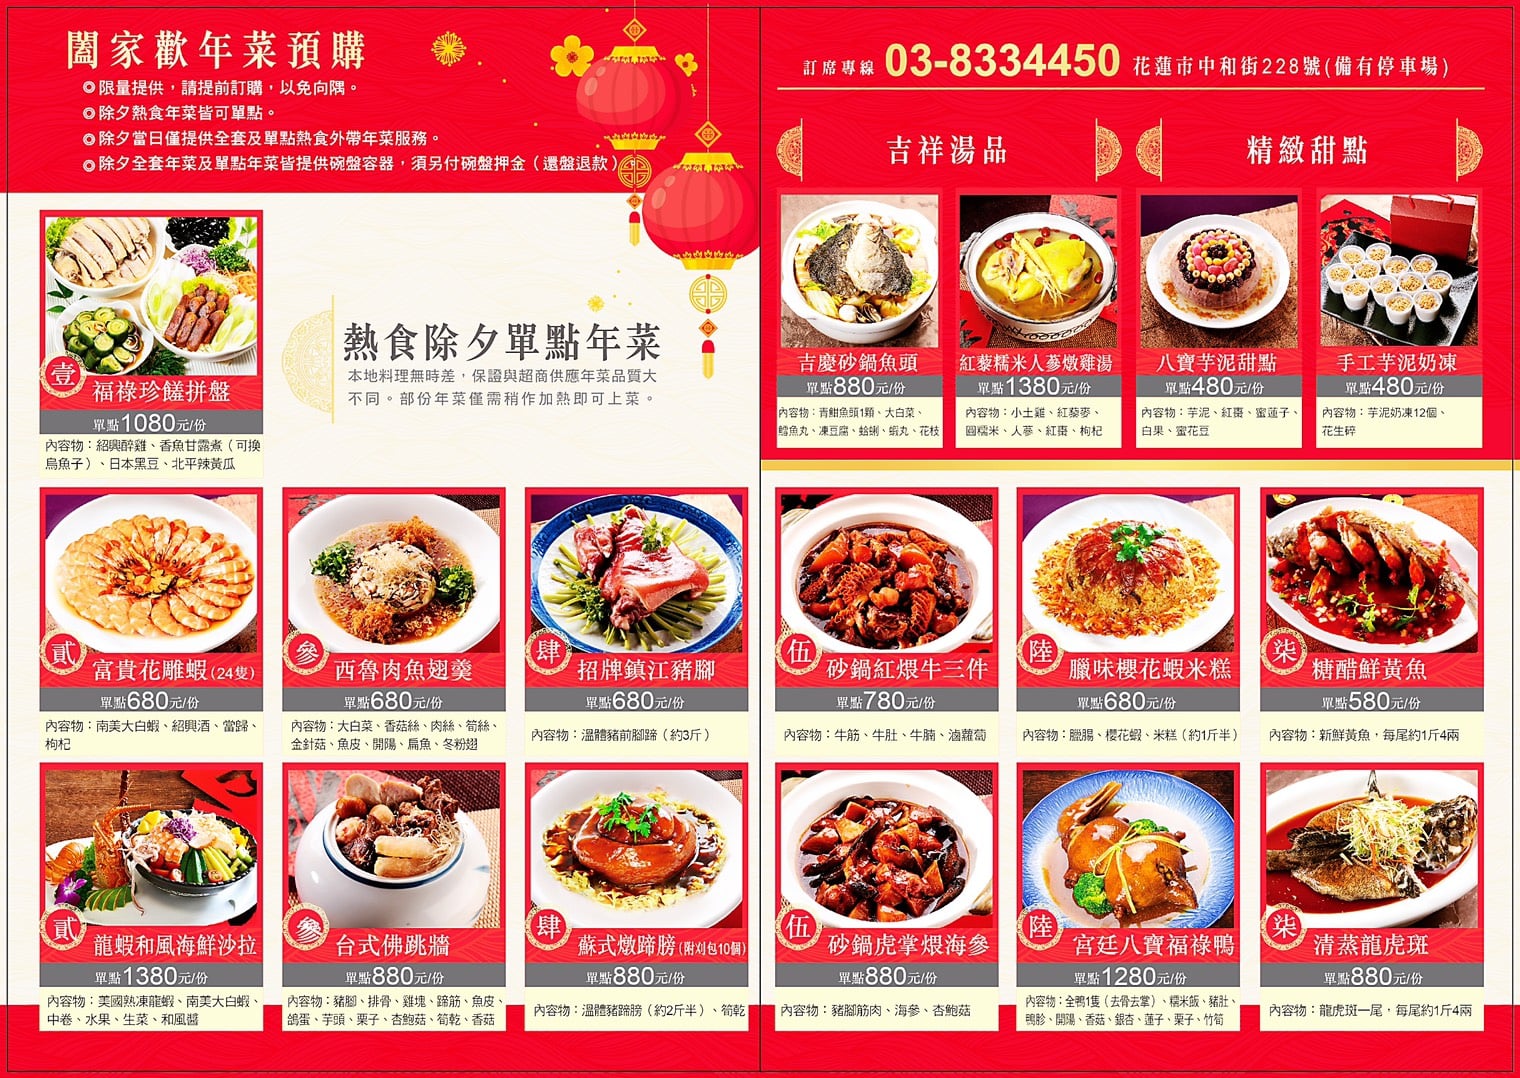 闔家歡年菜預購
◎限量提供，請提前訂購，以免向隅。
◎除夕熱食年菜皆可單點。
◎除夕當日僅提供全套及單點熱食外帶年菜服務。
◎除夕全套年菜及單點年菜皆提供碗盤容器，須另付碗盤押金（還盤退款）
熱食除夕單點年菜
本地料理無時差，保證與超商供應年菜品質大
不同。部份年菜僅需稍作加熱即可上菜。
壹
福祿珍饈拼盤
單點1080元/份
內容物：紹興醉雞、香魚甘露煮（可換
烏魚子）、日本黑豆、北平辣黃瓜
訂席專線 03-8334450 花蓮市中和街228號(備有停車場)
吉祥湯品
精緻甜點
吉慶砂鍋魚頭
單點880元/份
內容物：青魽魚頭1顆、大白菜、
鱈魚丸、凍豆腐、蛤蜊、蝦丸、花枝
紅藜糯米人蔘燉雞湯
單點1380元/份
內容物：小土雞、紅藜麥、
圓糯米、人蔘、紅棗、枸杞
八寶芋泥甜點
單點480元/份
內容物：芋泥、紅棗、蜜蓮子、
白果、蜜花豆
手工芋泥奶凍
單點480元/份
內容物：芋泥奶凍12個、
花生碎
貳
富貴花雕蝦(24隻)
單點680元/份
內容物：南美大白蝦、紹興酒、當歸、
枸杞
參
西魯肉魚翅羹
單點680元/份
內容物：大白菜、香菇絲、肉絲、筍絲、
金針菇、魚皮、開陽、扁魚、冬粉翅
肆
招牌鎮江豬腳
單點680元/份
內容物：溫體豬前腳蹄（約3斤）
伍
砂鍋紅煨牛三件
單點780元/份
內容物：牛筋、牛肚、牛腩、滷蘿蔔
陸
臘味櫻花蝦米糕
單點680元/份
內容物：臘腸、櫻花蝦、米糕（約1斤半）
柒
糖醋鮮黃魚
單點580元/份
內容物：新鮮黃魚，每尾約1斤4兩
貳
龍蝦和風海鮮沙拉
單點1380元/份
內容物：美國熟凍龍蝦、南美大白蝦、
中卷、水果、生菜、和風醬
參
台式佛跳牆
單點880元/份
內容物：豬腳、排骨、雞塊、蹄筋、魚皮、
鴿蛋、芋頭、栗子、杏鮑菇、筍乾、香菇
肆
蘇式燉蹄膀(附刈包10個)
單點880元/份
內容物：溫體豬蹄膀（約2斤半）、筍乾
伍
砂鍋虎掌煨海參
單點880元/份
內容物：豬腳筋肉、海參、杏鮑菇
陸
宮廷八寶福祿鴨
單點1280元/份
內容物：全鴨1隻（去骨去掌）、糯米飯、豬肚、
鴨胗、開陽、香菇、銀杏、蓮子、栗子、竹筍
柒
清蒸龍虎斑
單點880元/份
內容物：龍虎斑一尾，每尾約1斤4兩